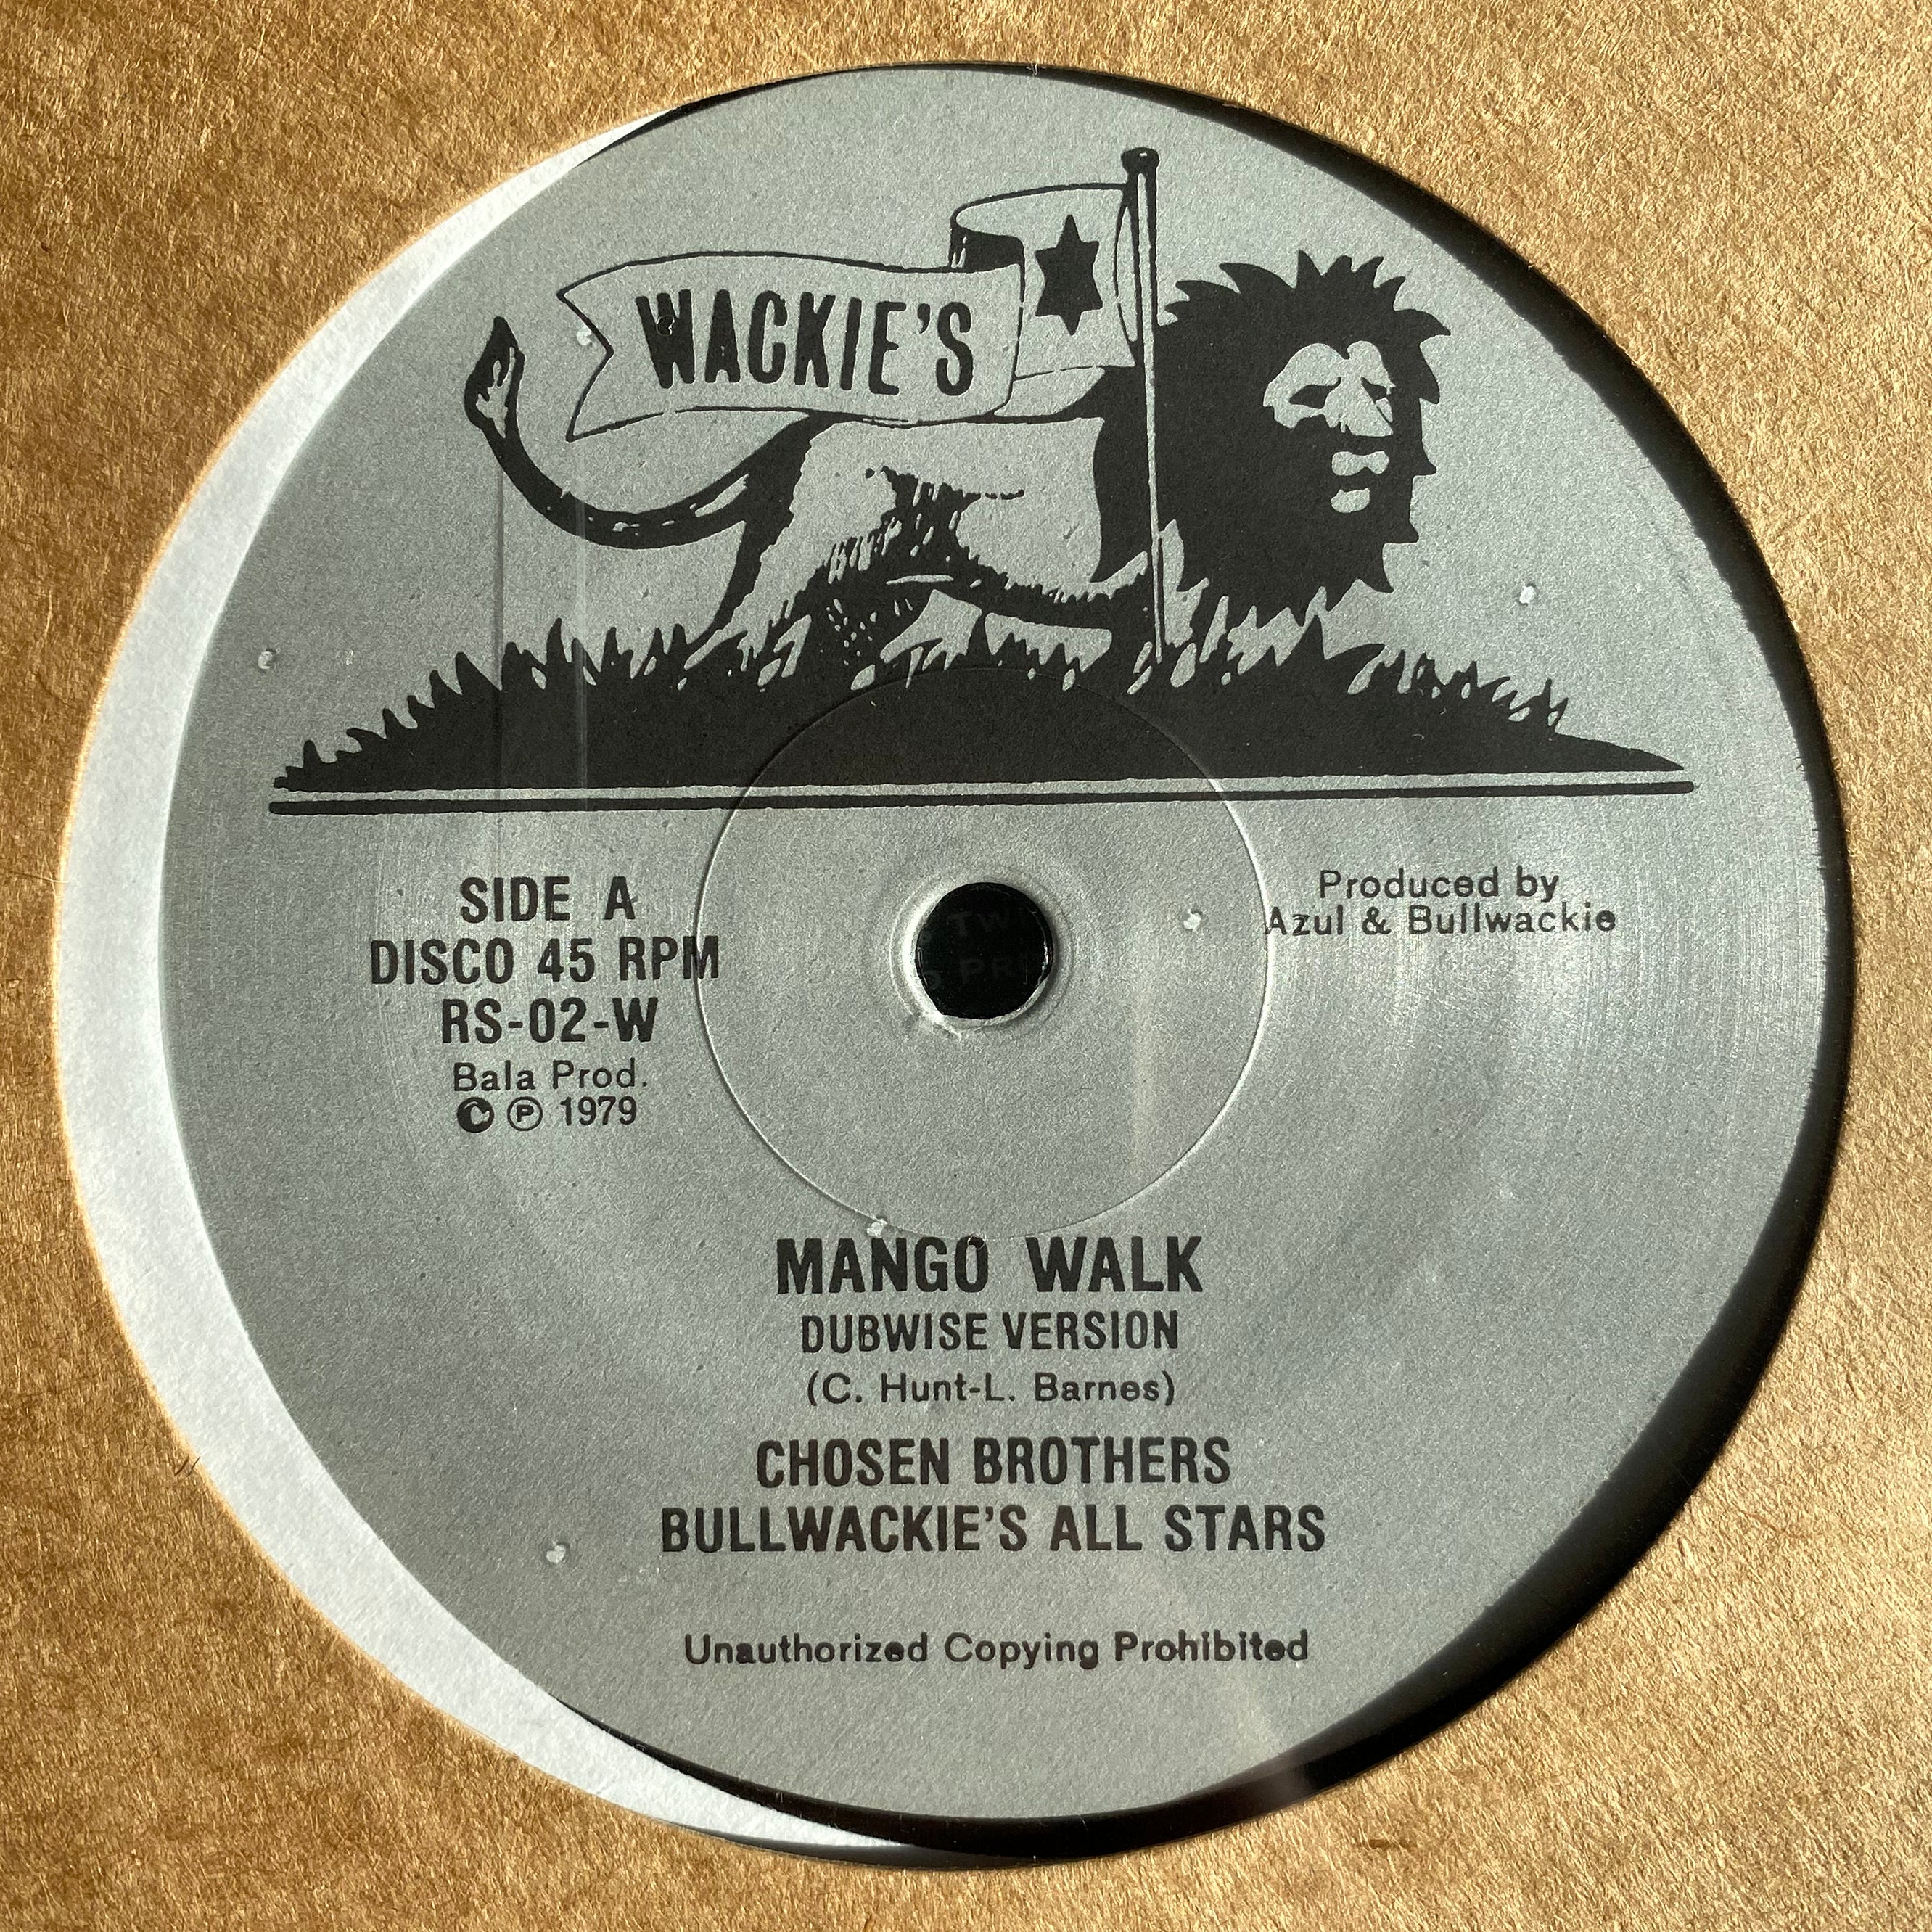 WACKIE'S
SIDE A
DISCO 45 RPM
RS-02-W
Bala Prod.
© ℗ 1979
Produced by
Azul & Bullwackie
MANGO WALK
DUBWISE VERSION
(C. Hunt-L. Barnes)
CHOSEN BROTHERS
BULLWACKIE'S ALL STARS
Unauthorized Copying Prohibited